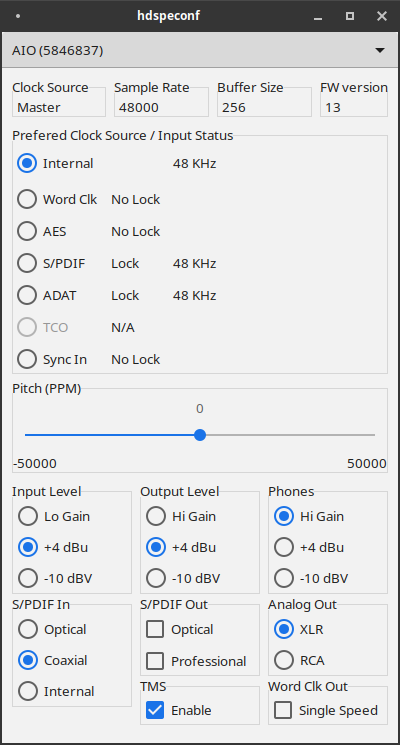 hdspeconf
AIO (5846837)
Clock Source Sample Rate Buffer Size FW version
Master 48000 256 13
Prefered Clock Source / Input Status
Internal 48 KHz
Word Clk No Lock
AES No Lock
S/PDIF Lock 48 KHz
ADAT Lock 48 KHz
TCO N/A
Sync In No Lock
Pitch (PPM)
0
-50000 50000
Input Level Output Level Phones
Lo Gain Hi Gain Hi Gain
+4 dBu +4 dBu +4 dBu
-10 dBV -10 dBV -10 dBV
S/PDIF In S/PDIF Out Analog Out
Optical Optical XLR
Coaxial Professional RCA
Internal
TMS Word Clk Out
Enable Single Speed